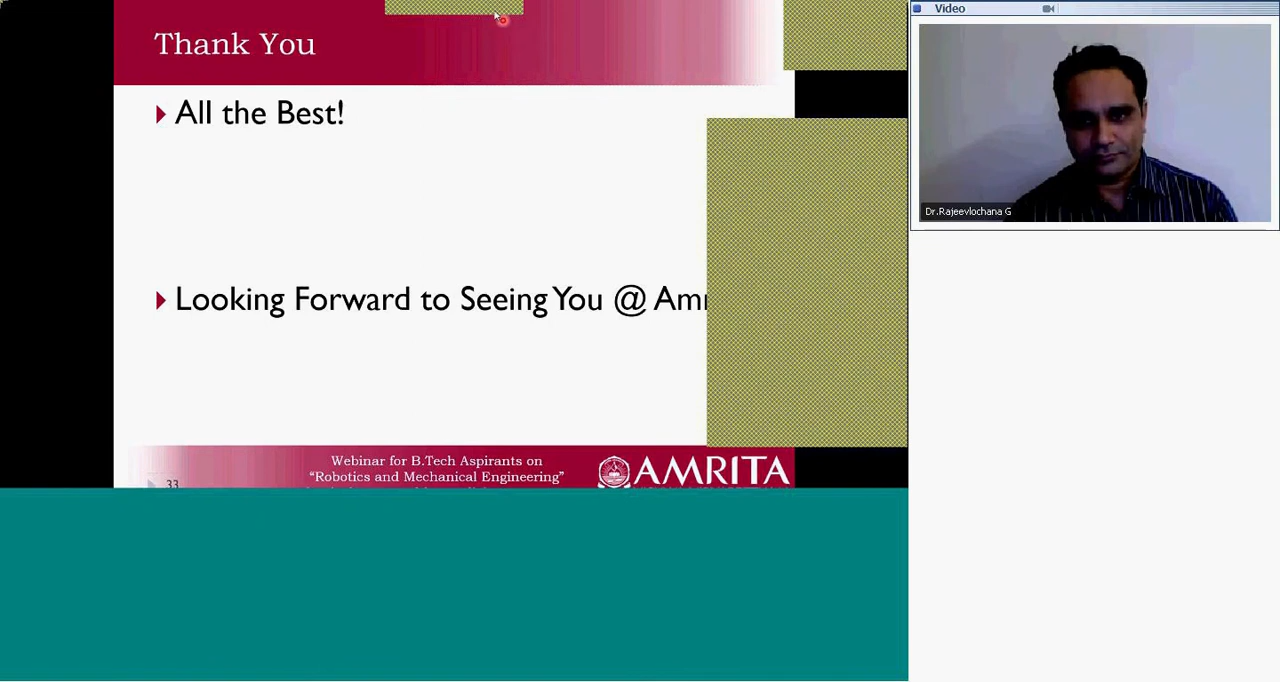 Video
Thank You
All the Best!
Dr.Rajeevlochana G
Looking Forward to Seeing You @
Webinar for B.Tech Aspirants on
“Robotics and Mechanical Engineering”
AMRITA
33